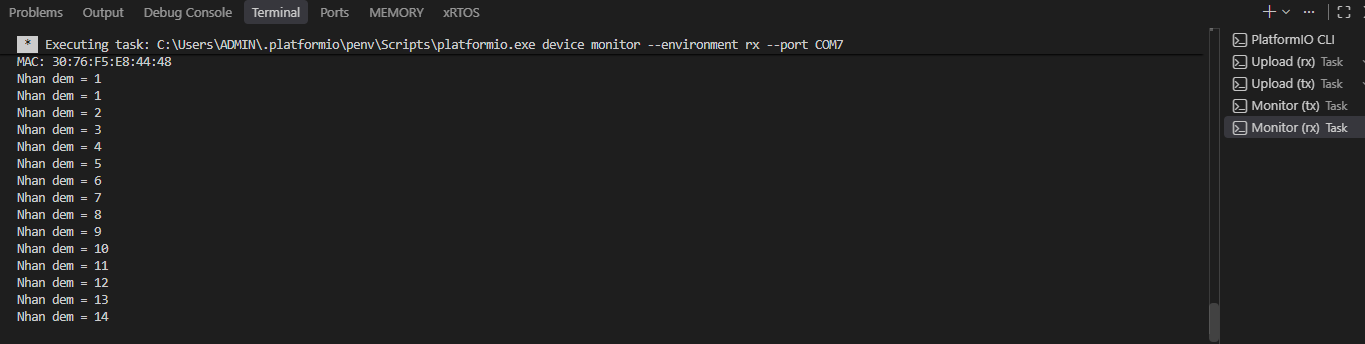 Problems Output Debug Console Terminal Ports MEMORY xRTOS
* Executing task: C:\Users\ADMIN\.platformio\penv\Scripts\platformio.exe device monitor --environment rx --port COM7
MAC: 30:76:F5:E8:44:48
Nhan dem = 1
Nhan dem = 1
Nhan dem = 2
Nhan dem = 3
Nhan dem = 4
Nhan dem = 5
Nhan dem = 6
Nhan dem = 7
Nhan dem = 8
Nhan dem = 9
Nhan dem = 10
Nhan dem = 11
Nhan dem = 12
Nhan dem = 13
Nhan dem = 14
PlatformIO CLI
Upload (rx) Task
Upload (tx) Task
Monitor (tx) Task
Monitor (rx) Task